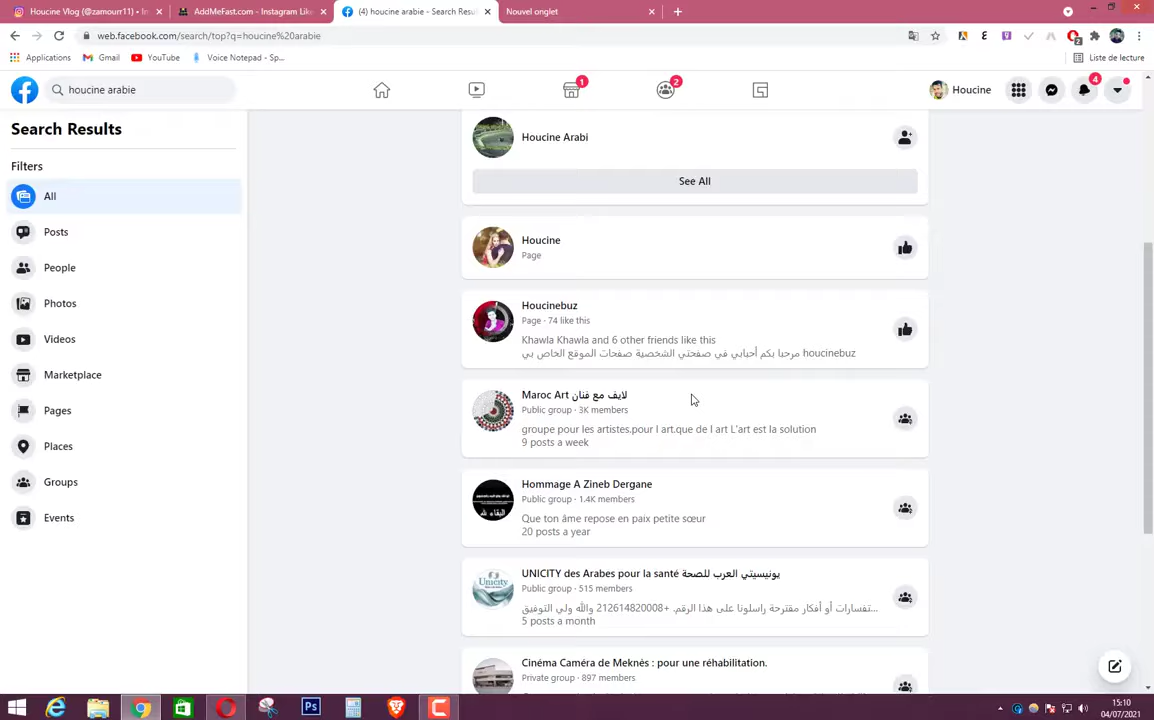 Houcine Vlog (@zamourr11) • In
AddMeFast.com - Instagram Like
(4) houcine arabie - Search Resul
Nouvel onglet
web.facebook.com/search/top?q=houcine%20arabie
Applications
Gmail
YouTube
Voice Notepad - Sp...
Liste de lecture
houcine arabie
1
2
Houcine
4
Search Results
Filters
All
Posts
People
Photos
Videos
Marketplace
Pages
Places
Groups
Events
Houcine Arabi
See All
Houcine
Page
Houcinebuz
Page · 74 like this
Khawla Khawla and 6 other friends like this
مرحبا بكم أحبابي في صفحتي الشخصية صفحات الموقع الخاص بي houcinebuz
Maroc Art لايف مع فنان
Public group · 3K members
groupe pour les artistes.pour l art.que de l art L'art est la solution
9 posts a week
Hommage A Zineb Dergane
Public group · 1.4K members
Que ton âme repose en paix petite sœur
20 posts a year
UNICITY des Arabes pour la santé يونيسيتي العرب للصحة
Public group · 515 members
...تفسارات أو أفكار مقترحة راسلونا على هذا الرقم. +212614820008 والله ولي التوفيق
5 posts a month
Cinéma Caméra de Meknès : pour une réhabilitation.
Private group · 897 members
15:10
04/07/2021